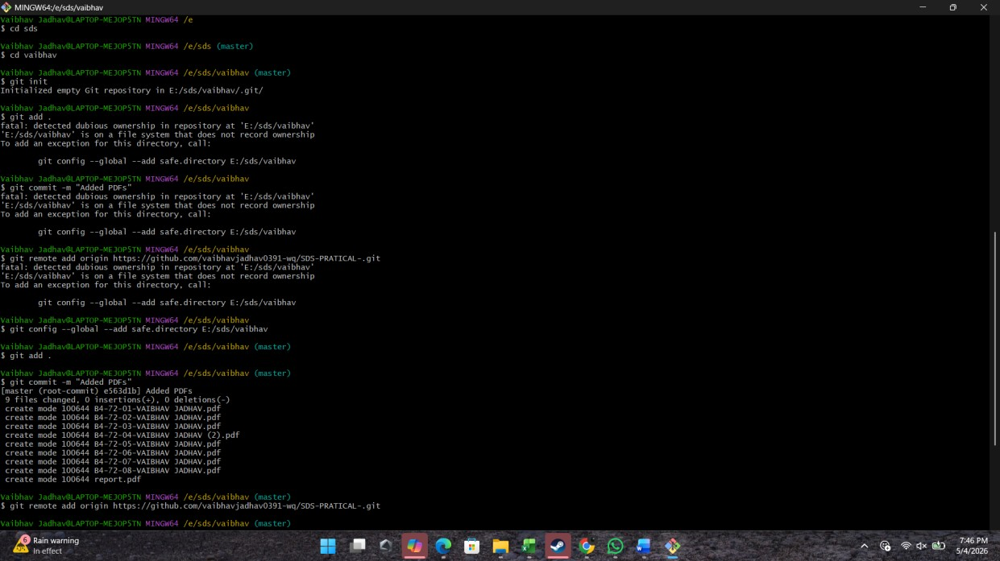 MINGW64:/e/sds/vaibhav
Vaibhav Jadhav@LAPTOP-MEJOP5TN MINGW64 /e
$ cd sds
Vaibhav Jadhav@LAPTOP-MEJOP5TN MINGW64 /e/sds (master)
$ cd vaibhav
Vaibhav Jadhav@LAPTOP-MEJOP5TN MINGW64 /e/sds/vaibhav (master)
$ git init
Initialized empty Git repository in E:/sds/vaibhav/.git/
Vaibhav Jadhav@LAPTOP-MEJOP5TN MINGW64 /e/sds/vaibhav
$ git add .
fatal: detected dubious ownership in repository at 'E:/sds/vaibhav'
'E:/sds/vaibhav' is on a file system that does not record ownership
To add an exception for this directory, call:
git config --global --add safe.directory E:/sds/vaibhav
Vaibhav Jadhav@LAPTOP-MEJOP5TN MINGW64 /e/sds/vaibhav
$ git commit -m "Added PDFs"
fatal: detected dubious ownership in repository at 'E:/sds/vaibhav'
'E:/sds/vaibhav' is on a file system that does not record ownership
To add an exception for this directory, call:
git config --global --add safe.directory E:/sds/vaibhav
Vaibhav Jadhav@LAPTOP-MEJOP5TN MINGW64 /e/sds/vaibhav
$ git remote add origin https://github.com/vaibhavjadhav0391-wq/SDS-PRATICAL-.git
fatal: detected dubious ownership in repository at 'E:/sds/vaibhav'
'E:/sds/vaibhav' is on a file system that does not record ownership
To add an exception for this directory, call:
git config --global --add safe.directory E:/sds/vaibhav
Vaibhav Jadhav@LAPTOP-MEJOP5TN MINGW64 /e/sds/vaibhav
$ git config --global --add safe.directory E:/sds/vaibhav
Vaibhav Jadhav@LAPTOP-MEJOP5TN MINGW64 /e/sds/vaibhav (master)
$ git add .
Vaibhav Jadhav@LAPTOP-MEJOP5TN MINGW64 /e/sds/vaibhav (master)
$ git commit -m "Added PDFs"
[master (root-commit) e563d1b] Added PDFs
9 files changed, 0 insertions(+), 0 deletions(-)
create mode 100644 B4-72-01-VAIBHAV JADHAV.pdf
create mode 100644 B4-72-02-VAIBHAV JADHAV.pdf
create mode 100644 B4-72-03-VAIBHAV JADHAV.pdf
create mode 100644 B4-72-04-VAIBHAV JADHAV (2).pdf
create mode 100644 B4-72-05-VAIBHAV JADHAV.pdf
create mode 100644 B4-72-06-VAIBHAV JADHAV.pdf
create mode 100644 B4-72-07-VAIBHAV JADHAV.pdf
create mode 100644 B4-72-08-VAIBHAV JADHAV.pdf
create mode 100644 report.pdf
Vaibhav Jadhav@LAPTOP-MEJOP5TN MINGW64 /e/sds/vaibhav (master)
$ git remote add origin https://github.com/vaibhavjadhav0391-wq/SDS-PRATICAL-.git
Vaibhav Jadhav@LAPTOP-MEJOP5TN MINGW64 /e/sds/vaibhav (master)
6
Rain warning
In effect
7:46 PM
5/4/2026